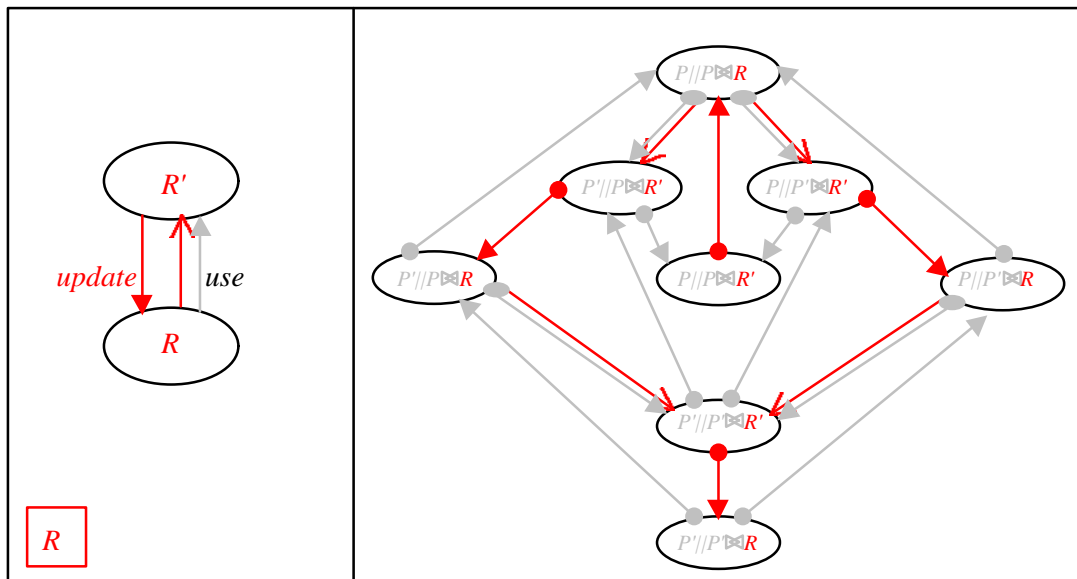 R'
update
use
R
R
P//P⋈R
P'//P⋈R'
P//P'⋈R'
P'//P⋈R
P//P⋈R'
P//P'⋈R
P'//P'⋈R'
P'//P'⋈R